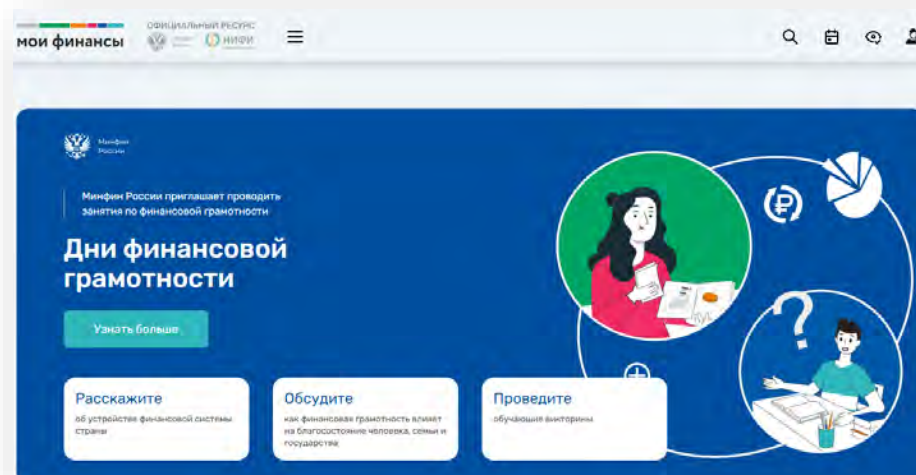 ОФИЦИАЛЬНЫЙ РЕСУРС
мои финансы
НИФИ
Минфин
России
Минфин России приглашает проводить
занятия по финансовой грамотности
Дни финансовой
грамотности
Узнать больше
Расскажите
об устройстве финансовой системы
страны
Обсудите
как финансовая грамотность влияет
на благосостояние человека, семьи и
государства
Проведите
обучающие викторины